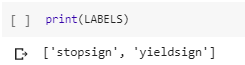 [ ] print(LABELS)
['stopsign', 'yieldsign']